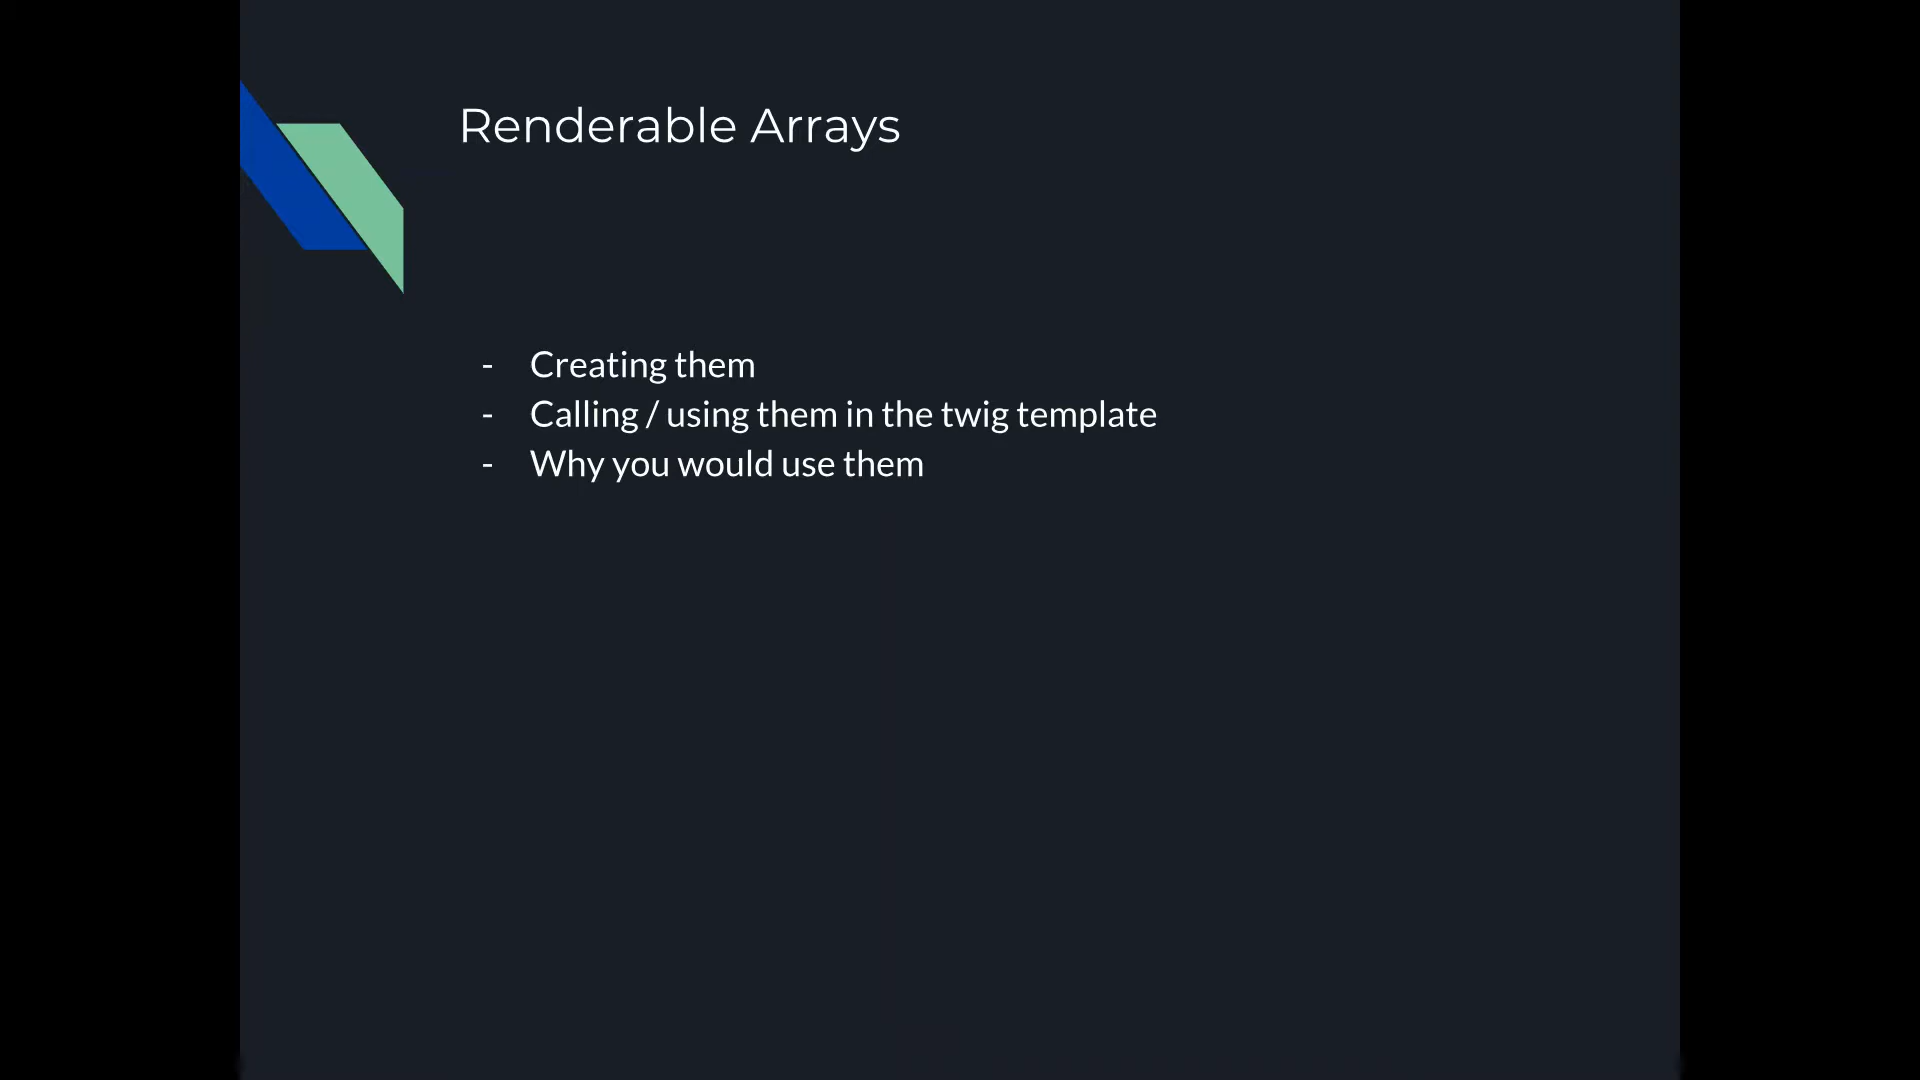 Renderable Arrays
- Creating them
- Calling / using them in the twig template
- Why you would use them